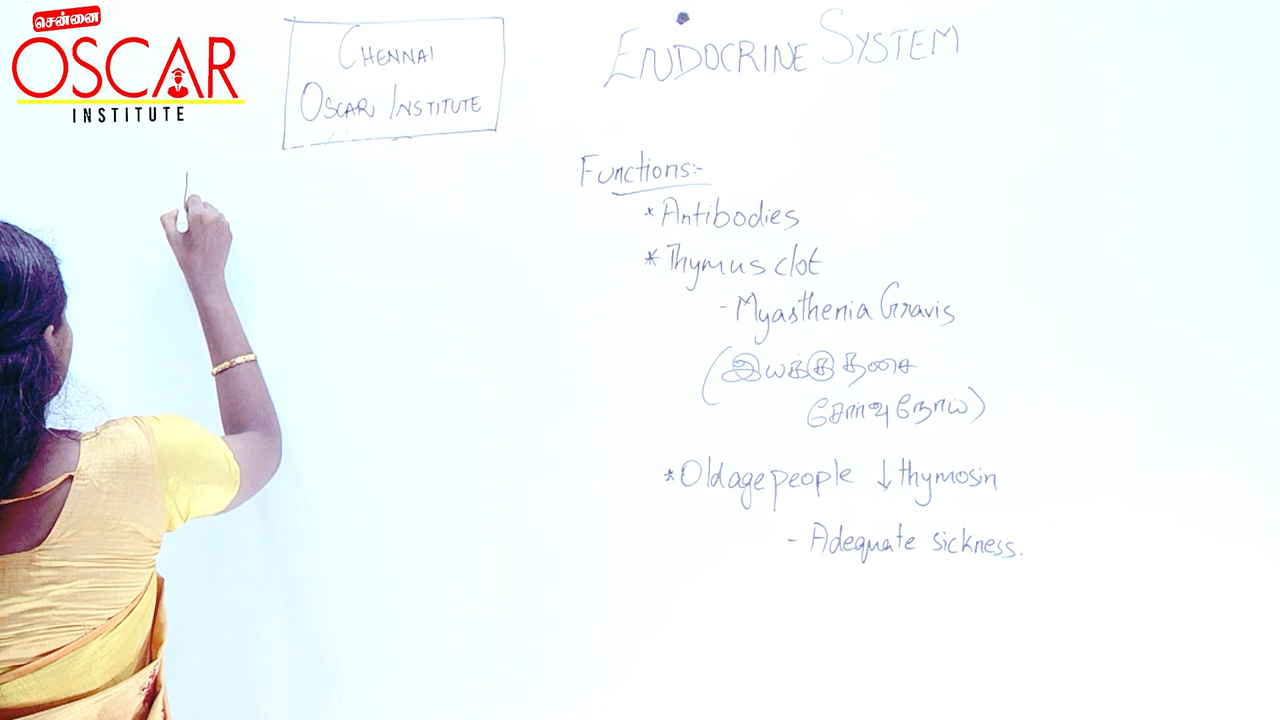 சென்னை
OSCAR
INSTITUTE
CHENNAI
OSCAR INSTITUTE
ENDOCRINE SYSTEM
Functions:-
* Antibodies
* Thymus clot
- Myasthenia Gravis
(இயக்கு தசை
சோர்வு நோய்)
* Oldage people ↓ thymosin
- Adequate sickness.